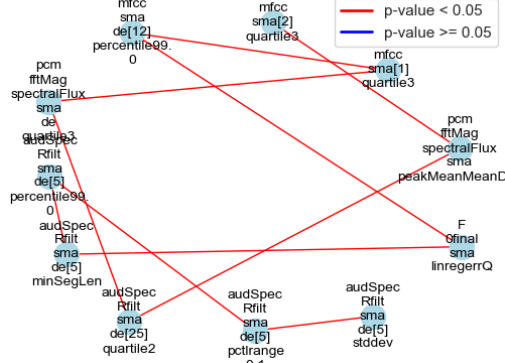 mfcc
sma
de[12]
percentile99.
0
mfcc
sma[2]
quartile3
p-value < 0.05
p-value >= 0.05
mfcc
sma[1]
quartile3
pcm
fftMag
spectralFlux
sma
de
quartile3
audSpec
Rfilt
sma
de[5]
percentile99.
0
pcm
fftMag
spectralFlux
sma
peakMeanMeanD
audSpec
Rfilt
sma
de[5]
minSegLen
F
0final
sma
linregerrQ
audSpec
Rfilt
sma
de[25]
quartile2
audSpec
Rfilt
sma
de[5]
pctlrange
audSpec
Rfilt
sma
de[5]
stddev